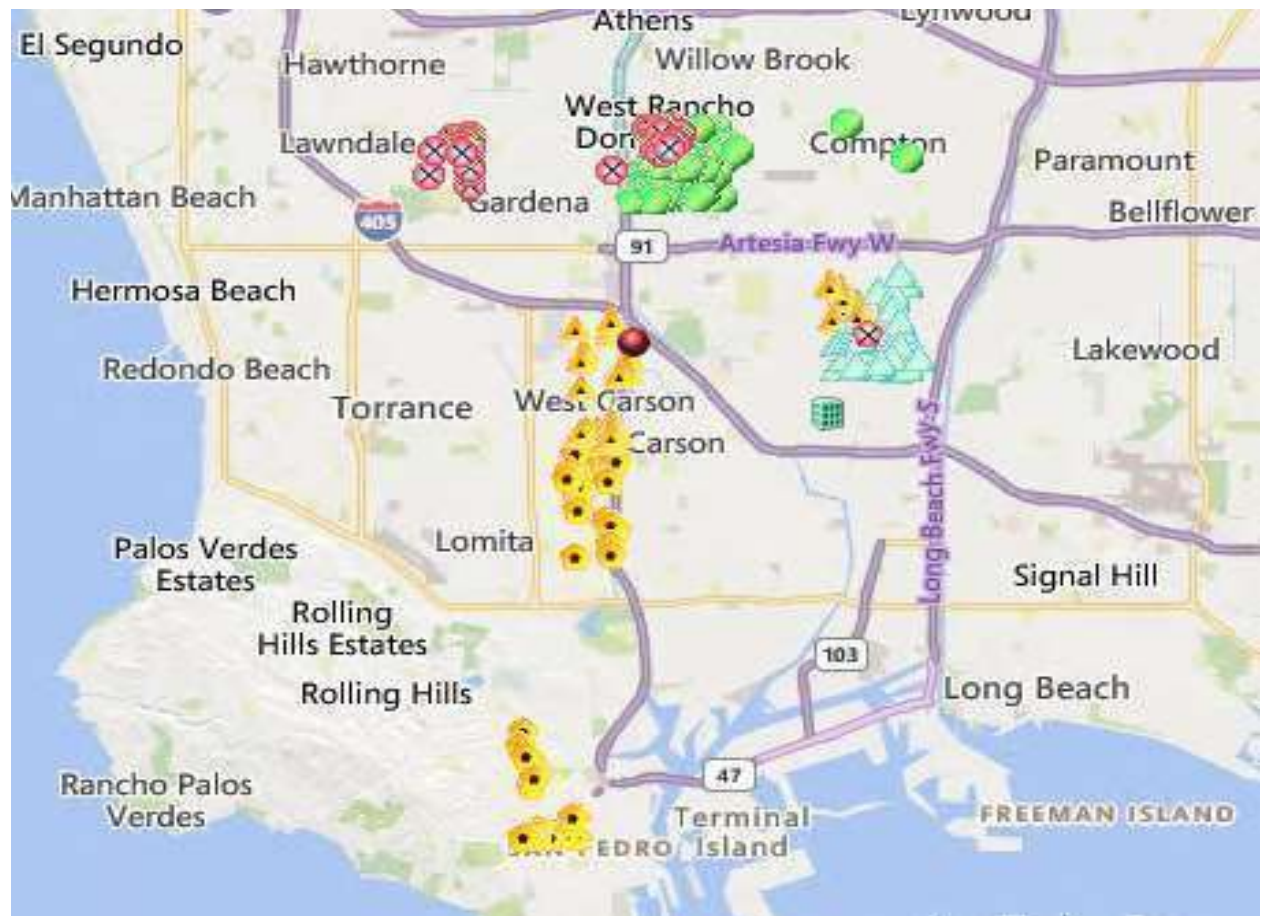 Athens
Lynwood
El Segundo
Hawthorne
Willow Brook
West Rancho
Lawndale
Compton
Paramount
Manhattan Beach
Gardena
Bellflower
405
91
Artesia Fwy W
Hermosa Beach
Redondo Beach
Lakewood
Torrance
West Carson
Carson
Long Beach Fwy S
Lomita
Palos Verdes
Estates
Signal Hill
Rolling
Hills Estates
103
Rolling Hills
Long Beach
47
Rancho Palos
Verdes
Terminal
Island
FREEMAN ISLAND
SAN PEDRO